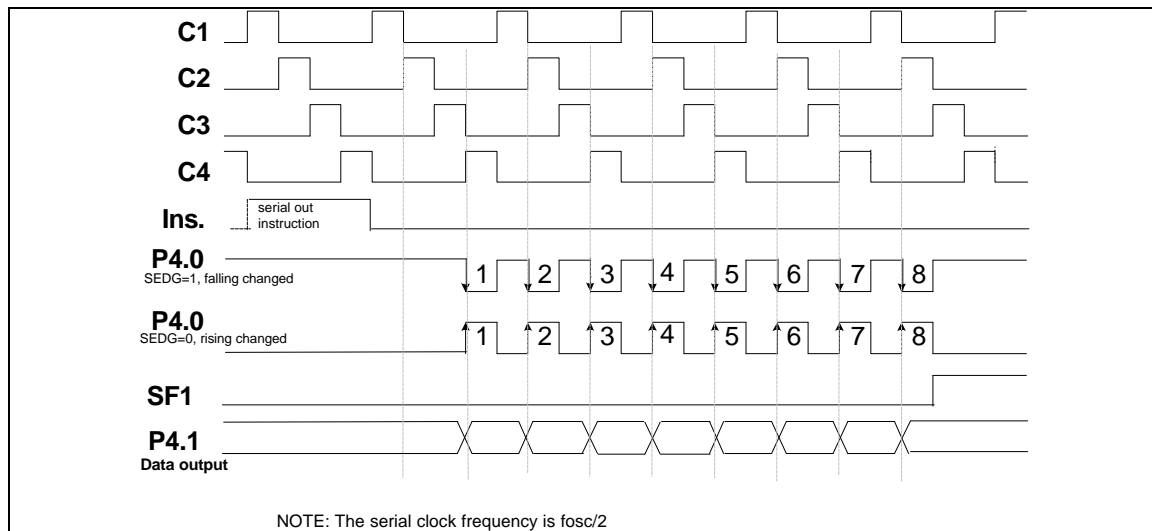 C1
C2
C3
C4
Ins.
serial out
instruction
P4.0
SEDG=1, falling changed
1 2 3 4 5 6 7 8
P4.0
SEDG=0, rising changed
1 2 3 4 5 6 7 8
SF1
P4.1
Data output
NOTE: The serial clock frequency is fosc/2